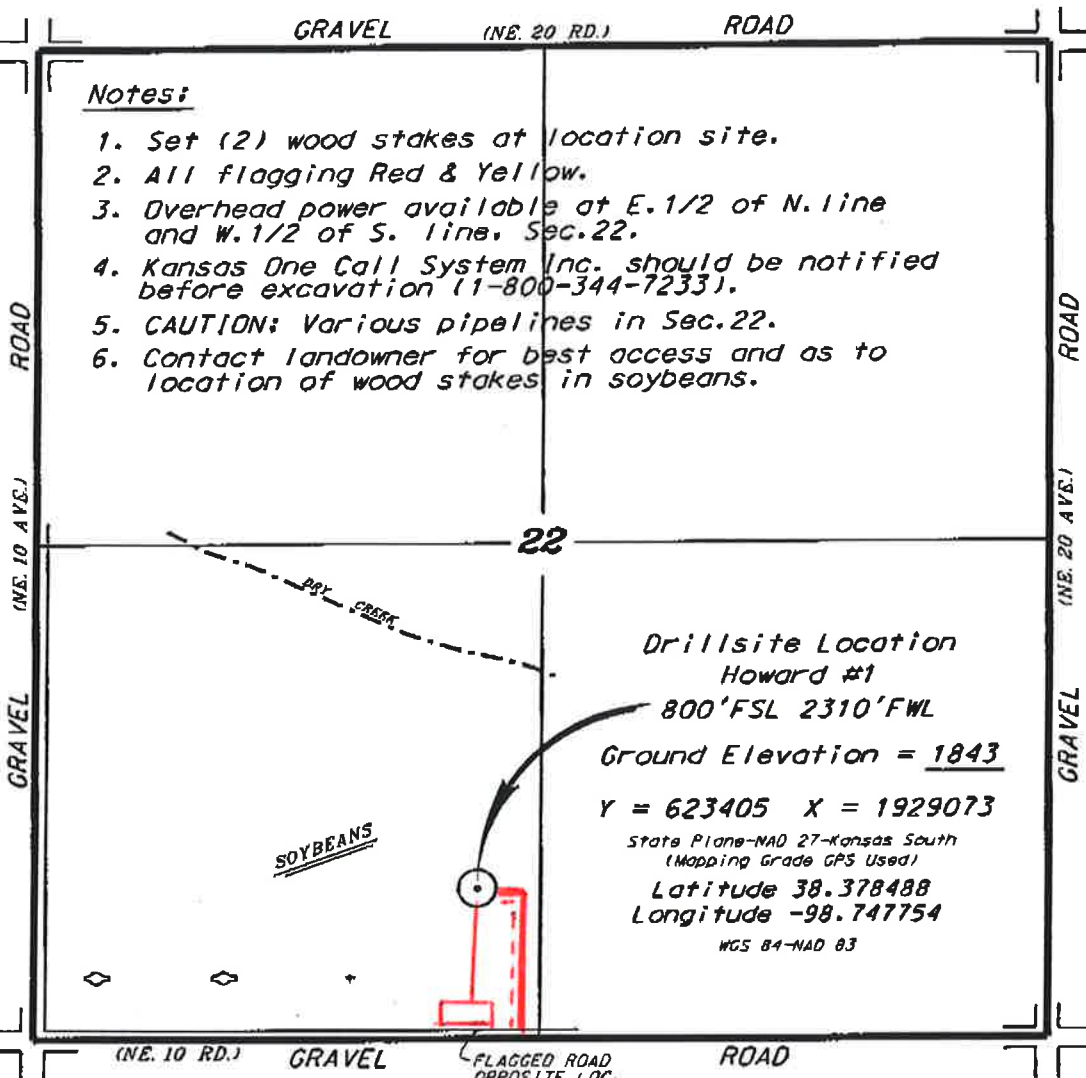 GRAVEL (NE. 20 RD.) ROAD
Notes:
1. Set (2) wood stakes at location site.
2. All flagging Red & Yellow.
3. Overhead power available at E.1/2 of N.line
and W.1/2 of S. line, Sec.22.
4. Kansas One Call System Inc. should be notified
before excavation (1-800-344-7233).
5. CAUTION: Various pipelines in Sec.22.
6. Contact landowner for best access and as to
location of wood stakes in soybeans.
GRAVEL (NE. 10 AVE.) ROAD
GRAVEL (NE. 20 AVE.) ROAD
22
DRY CREEK
Drillsite Location
Howard #1
800'FSL 2310'FWL
Ground Elevation = 1843
Y = 623405 X = 1929073
State Plane-NAD 27-Kansas South
(Mapping Grade GPS Used)
Latitude 38.378488
Longitude -98.747754
WGS 84-NAD 83
SOYBEANS
(NE. 10 RD.) GRAVEL ROAD
FLAGGED ROAD
OPPOSITE LOC.